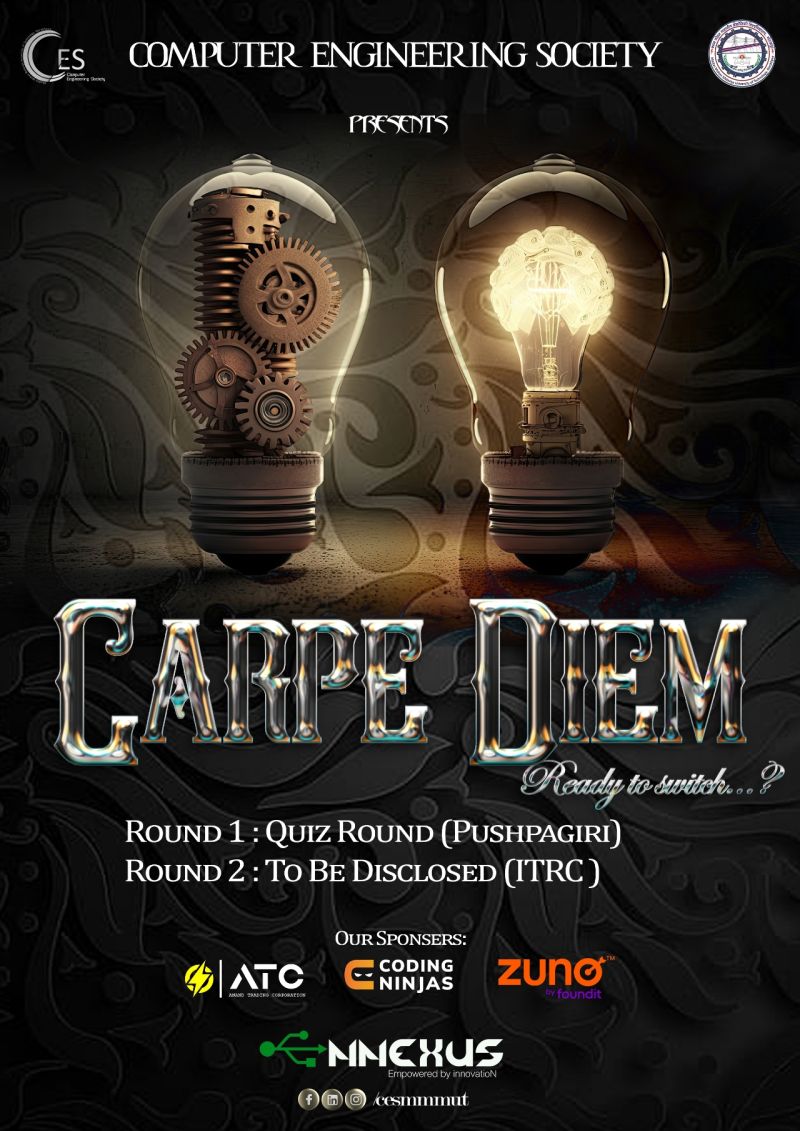 CES
Computer
Engineering Society
COMPUTER ENGINEERING SOCIETY
PRESENTS
CARPE DIEM
Ready to switch...?
ROUND 1 : QUIZ ROUND (PUSHPAGIRI)
ROUND 2 : TO BE DISCLOSED (ITRC )
OUR SPONSERS:
ATC
ANAND TRADING CORPORATION
CODING
NINJAS
ZUNO™
BY foundit
NNEXUS
Empowered by innovatioN
/cesmmmut